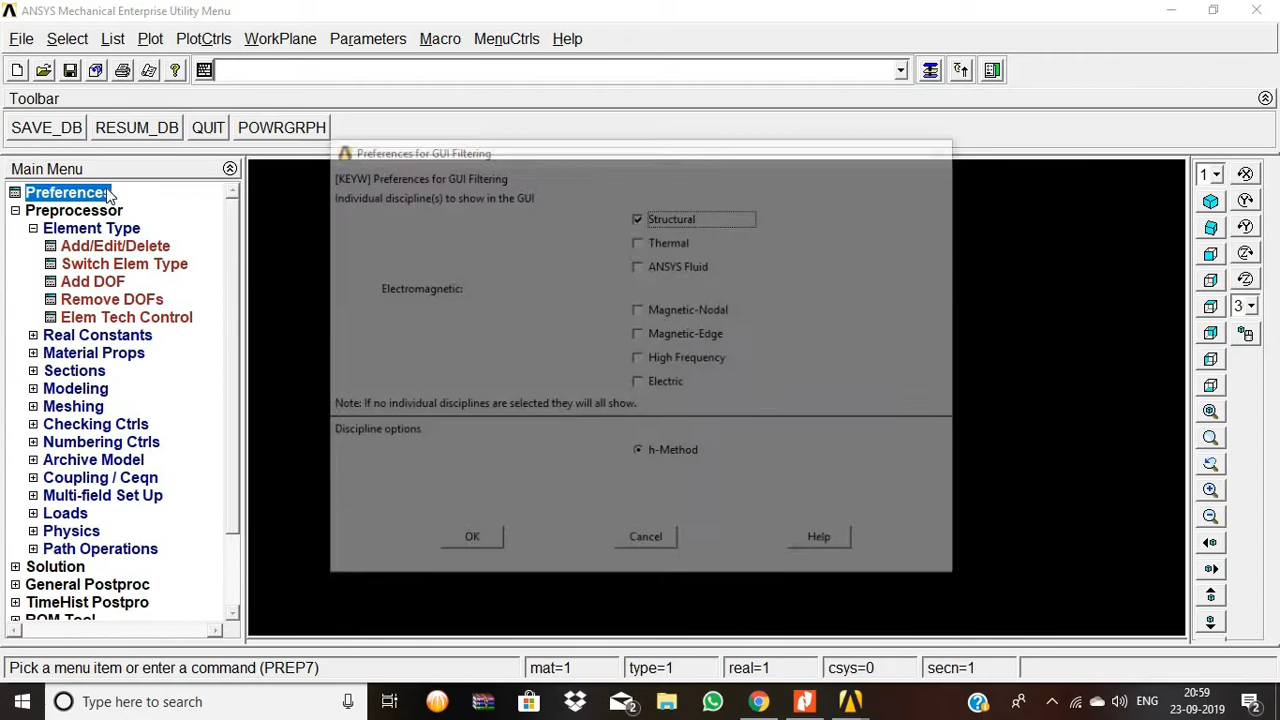 ANSYS Mechanical Enterprise Utility Menu
File Select List Plot PlotCtrls WorkPlane Parameters Macro MenuCtrls Help
Toolbar
SAVE_DB RESUM_DB QUIT POWRGRPH
Main Menu
Preferences
Preprocessor
Element Type
Add/Edit/Delete
Switch Elem Type
Add DOF
Remove DOFs
Elem Tech Control
Real Constants
Material Props
Sections
Modeling
Meshing
Checking Ctrls
Numbering Ctrls
Archive Model
Coupling / Ceqn
Multi-field Set Up
Loads
Physics
Path Operations
Solution
General Postproc
TimeHist Postpro
ROM Tool
Preferences for GUI Filtering
[KEYW] Preferences for GUI Filtering
Individual discipline(s) to show in the GUI
Structural
Thermal
ANSYS Fluid
Electromagnetic:
Magnetic-Nodal
Magnetic-Edge
High Frequency
Electric
Note: If no individual disciplines are selected they will all show.
Discipline options
h-Method
OK Cancel Help
1
3
Pick a menu item or enter a command (PREP7) mat=1 type=1 real=1 csys=0 secn=1
Type here to search
2
ENG
20:59
23-09-2019
2